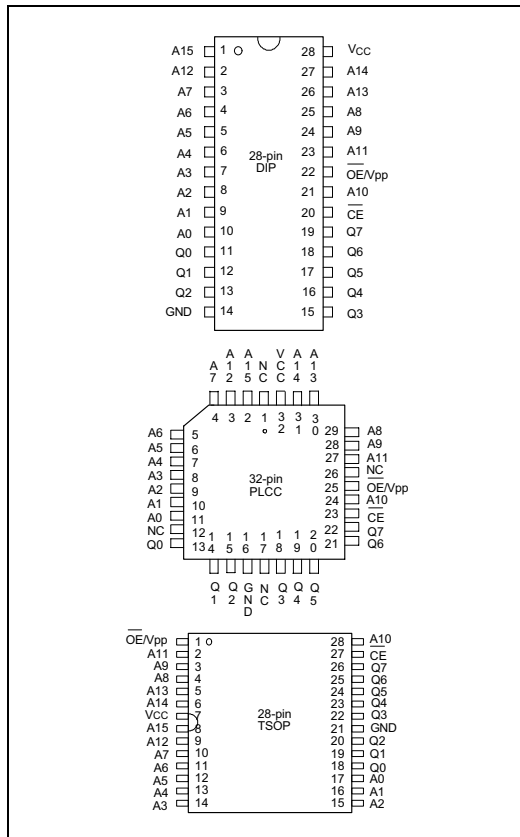 A15 1 28 VCC
A12 2 27 A14
A7 3 26 A13
A6 4 25 A8
A5 5 24 A9
A4 6 23 A11
A3 7 22 OE/Vpp
A2 8 21 A10
A1 9 20 CE
A0 10 19 Q7
Q0 11 18 Q6
Q1 12 17 Q5
Q2 13 16 Q4
GND 14 15 Q3
28-pin
DIP
A7 A12 A15 NC VCC A14 A13
4 3 2 1 32 31 30
A6 5 29 A8
A5 6 28 A9
A4 7 27 A11
A3 8 26 NC
A2 9 25 OE/Vpp
A1 10 24 A10
A0 11 23 CE
NC 12 22 Q7
Q0 13 21 Q6
32-pin
PLCC
14 15 16 17 18 19 20
Q1 Q2 GND NC Q3 Q4 Q5
OE/Vpp 1 28 A10
A11 2 27 CE
A9 3 26 Q7
A8 4 25 Q6
A13 5 24 Q5
A14 6 23 Q4
VCC 7 22 Q3
A15 8 21 GND
A12 9 20 Q2
A7 10 19 Q1
A6 11 18 Q0
A5 12 17 A0
A4 13 16 A1
A3 14 15 A2
28-pin
TSOP